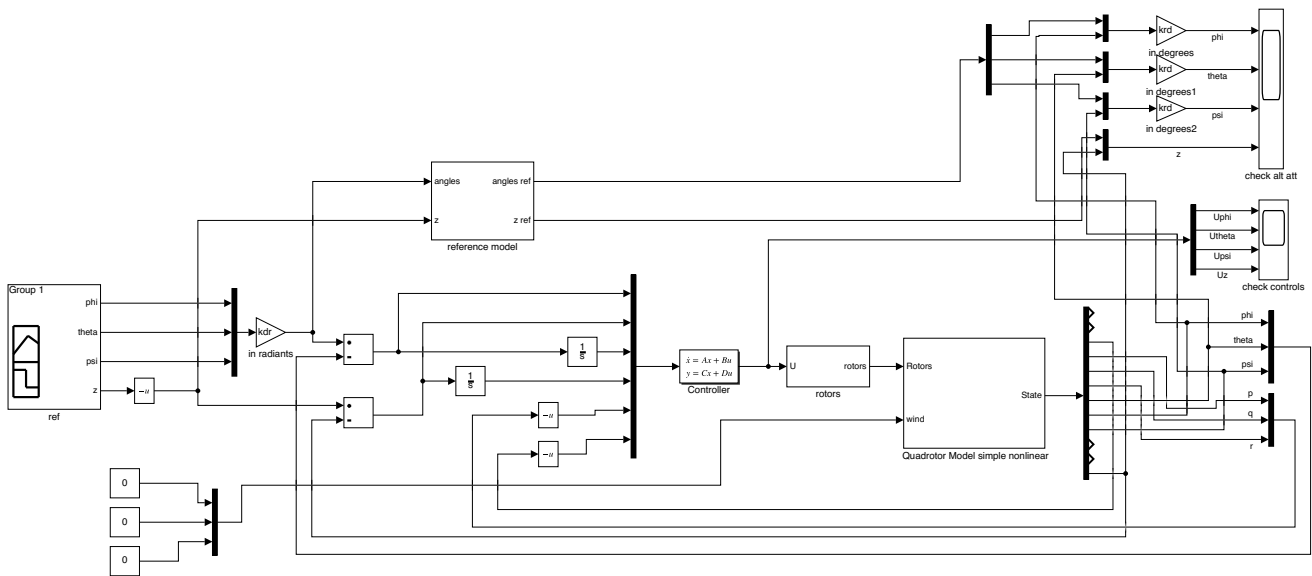 krd
phi
in degrees
krd
theta
in degrees1
krd
psi
in degrees2
z
check alt att
angles
angles ref
z
z ref
reference model
Uphi
Utheta
Upsi
Uz
check controls
Group 1
phi
theta
psi
z
ref
-u
kdr
in radiants
+
-
+
-
1
s
1
s
-u
-u
ẋ = Ax + Bu
y = Cx + Du
Controller
U
rotors
rotors
Rotors
wind
State
Quadrotor Model simple nonlinear
phi
theta
psi
p
q
r
0
0
0